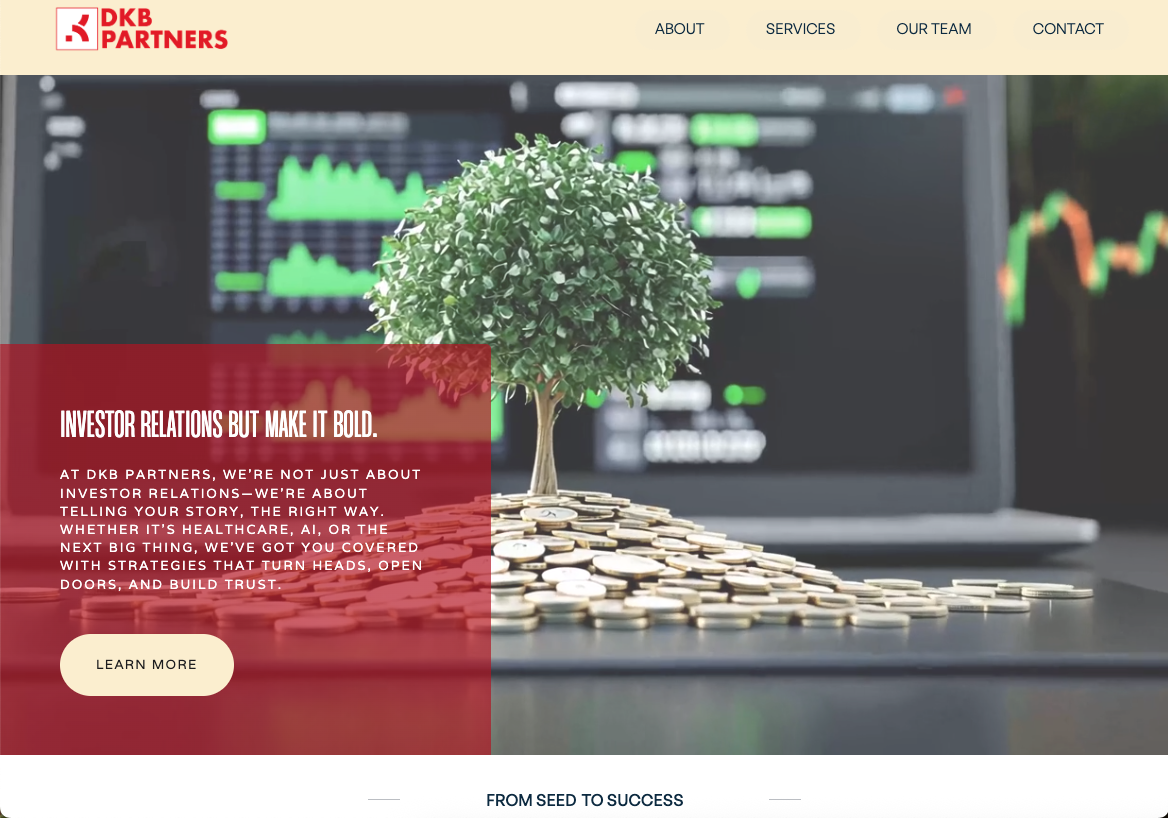 DKB
PARTNERS
ABOUT
SERVICES
OUR TEAM
CONTACT
INVESTOR RELATIONS BUT MAKE IT BOLD.
AT DKB PARTNERS, WE'RE NOT JUST ABOUT
INVESTOR RELATIONS—WE'RE ABOUT
TELLING YOUR STORY, THE RIGHT WAY.
WHETHER IT'S HEALTHCARE, AI, OR THE
NEXT BIG THING, WE'VE GOT YOU COVERED
WITH STRATEGIES THAT TURN HEADS, OPEN
DOORS, AND BUILD TRUST.
LEARN MORE
FROM SEED TO SUCCESS